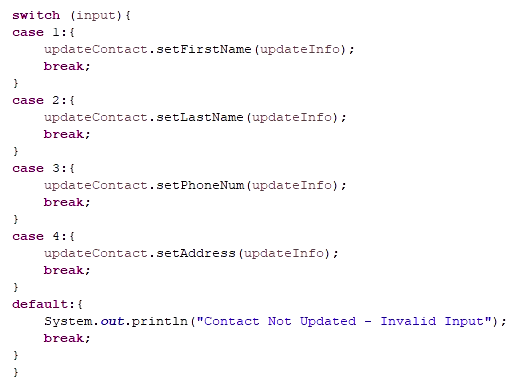 switch (input){
case 1:{
    updateContact.setFirstName(updateInfo);
    break;
}
case 2:{
    updateContact.setLastName(updateInfo);
    break;
}
case 3:{
    updateContact.setPhoneNum(updateInfo);
    break;
}
case 4:{
    updateContact.setAddress(updateInfo);
    break;
}
default:{
    System.out.println("Contact Not Updated - Invalid Input");
    break;
}
}